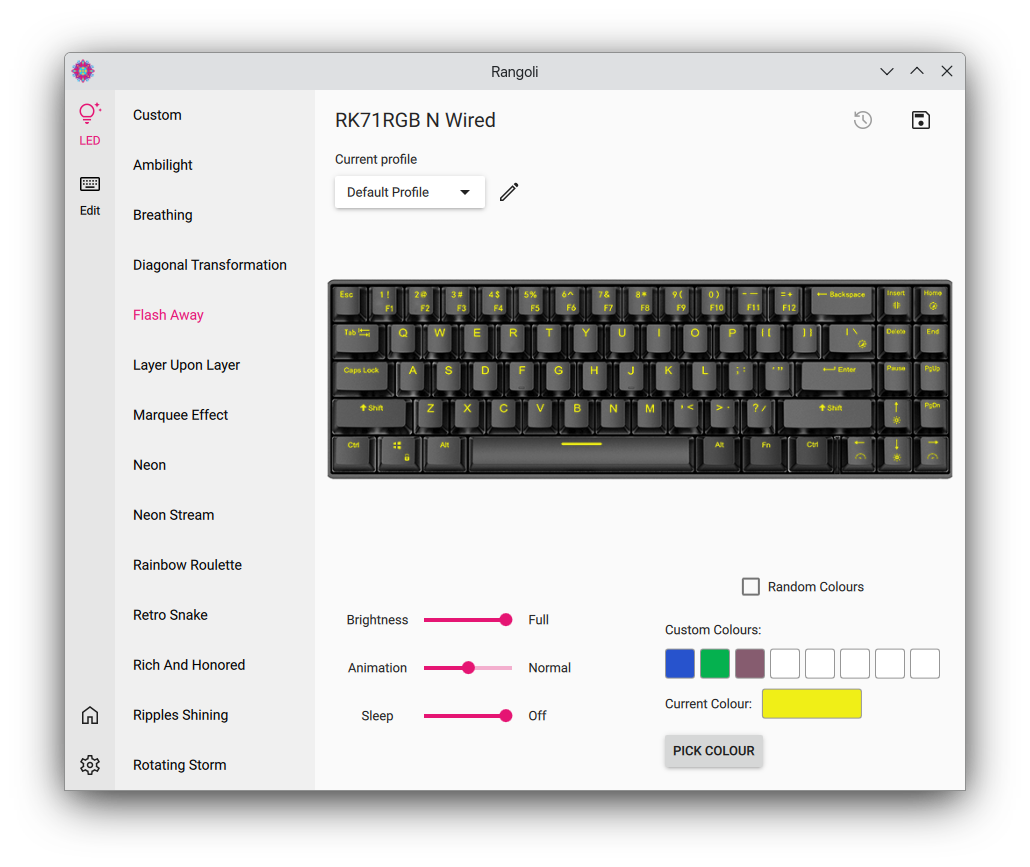 Rangoli
LED
Edit
Custom
Ambilight
Breathing
Diagonal Transformation
Flash Away
Layer Upon Layer
Marquee Effect
Neon
Neon Stream
Rainbow Roulette
Retro Snake
Rich And Honored
Ripples Shining
Rotating Storm
RK71RGB N Wired
Current profile
Default Profile
Esc 1! 2@ 3# 4$ 5% 6^ 7& 8* 9( 0) -- =+ ← Backspace Insert Home
F1 F2 F3 F4 F5 F6 F7 F8 F9 F10 F11 F12
Tab Q W E R T Y U I O P [{ ]} |\ Delete End
Caps Lock A S D F G H J K L ;: '" Enter Pause PgUp
Shift Z X C V B N M '< >· ?/ Shift ↑ PgDn
Ctrl Alt Alt Fn Ctrl ← ↓ →
Random Colours
Brightness Full
Animation Normal
Sleep Off
Custom Colours:
Current Colour:
PICK COLOUR